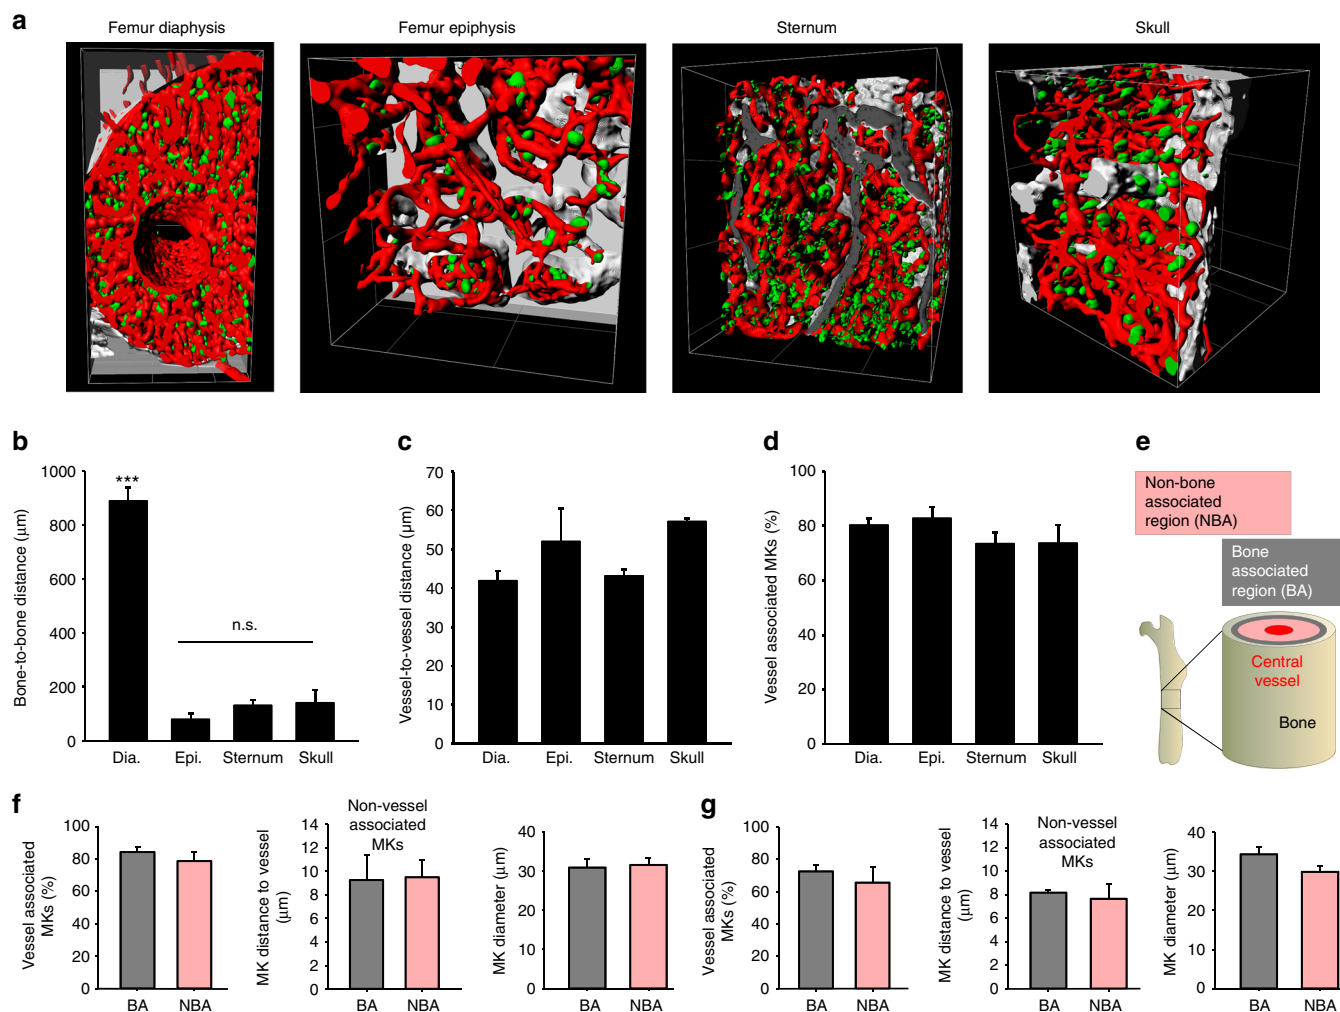 a
Femur diaphysis
Femur epiphysis
Sternum
Skull
b
Bone-to-bone distance (μm)
1000
800
600
400
200
0
***
n.s.
Dia.
Epi.
Sternum
Skull
c
Vessel-to-vessel distance (μm)
70
60
50
40
30
20
10
0
Dia.
Epi.
Sternum
Skull
d
Vessel associated MKs (%)
100
80
60
40
20
0
Dia.
Epi.
Sternum
Skull
e
Non-bone
associated
region (NBA)
Bone
associated
region (BA)
Central
vessel
Bone
f
Vessel associated
MKs (%)
100
80
60
40
20
0
BA
NBA
MK distance to vessel
(μm)
14
12
10
8
6
4
2
0
Non-vessel
associated
MKs
BA
NBA
MK diameter (μm)
40
30
20
10
0
BA
NBA
g
Vessel associated
MKs (%)
100
80
60
40
20
0
BA
NBA
MK distance to vessel
(μm)
14
12
10
8
6
4
2
0
Non-vessel
associated
MKs
BA
NBA
MK diameter (μm)
40
30
20
10
0
BA
NBA